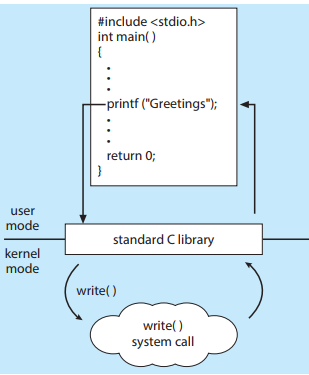 #include <stdio.h>
int main( )
{
.
.
.
printf ("Greetings");
.
.
.
return 0;
}
user
mode
standard C library
kernel
mode
write( )
write( )
system call